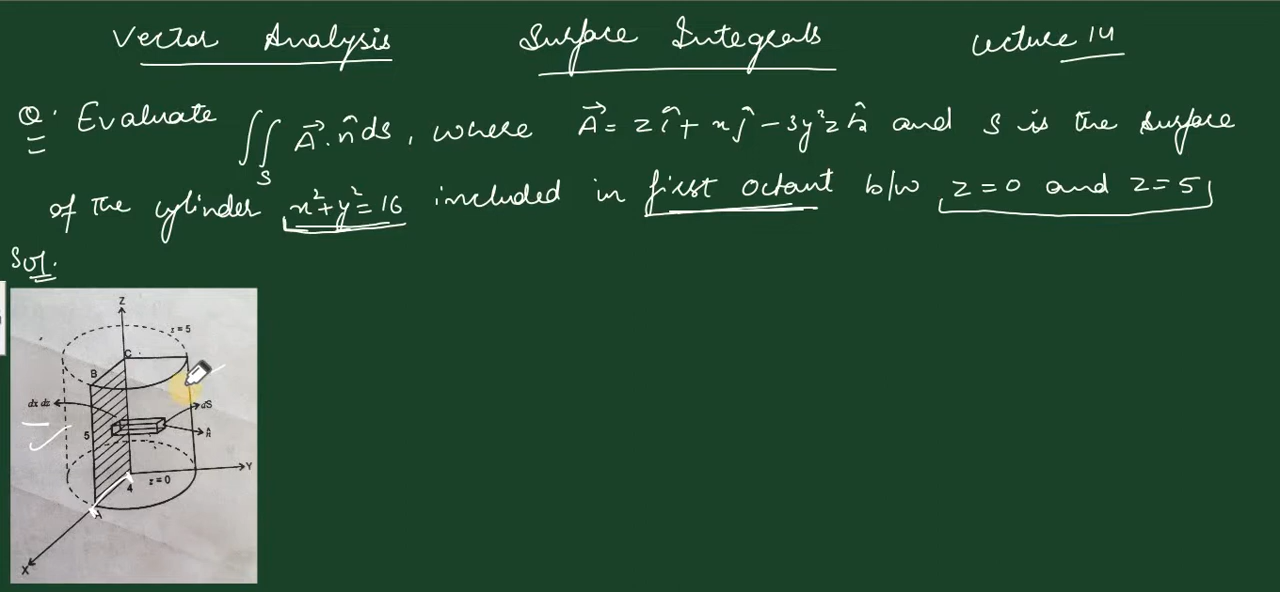 Vector Analysis Surface Integrals Lecture 14
Q. Evaluate ∬_S A⃗.n̂ ds, where A⃗ = z î + x ĵ - 3y²z k̂ and S is the surface
of the cylinder x²+y²=16 included in first octant b/w z=0 and z=5
Sol.
Z
z=5
C
B
dx dz
dS
5
n̂
Y
4
z=0
A
X